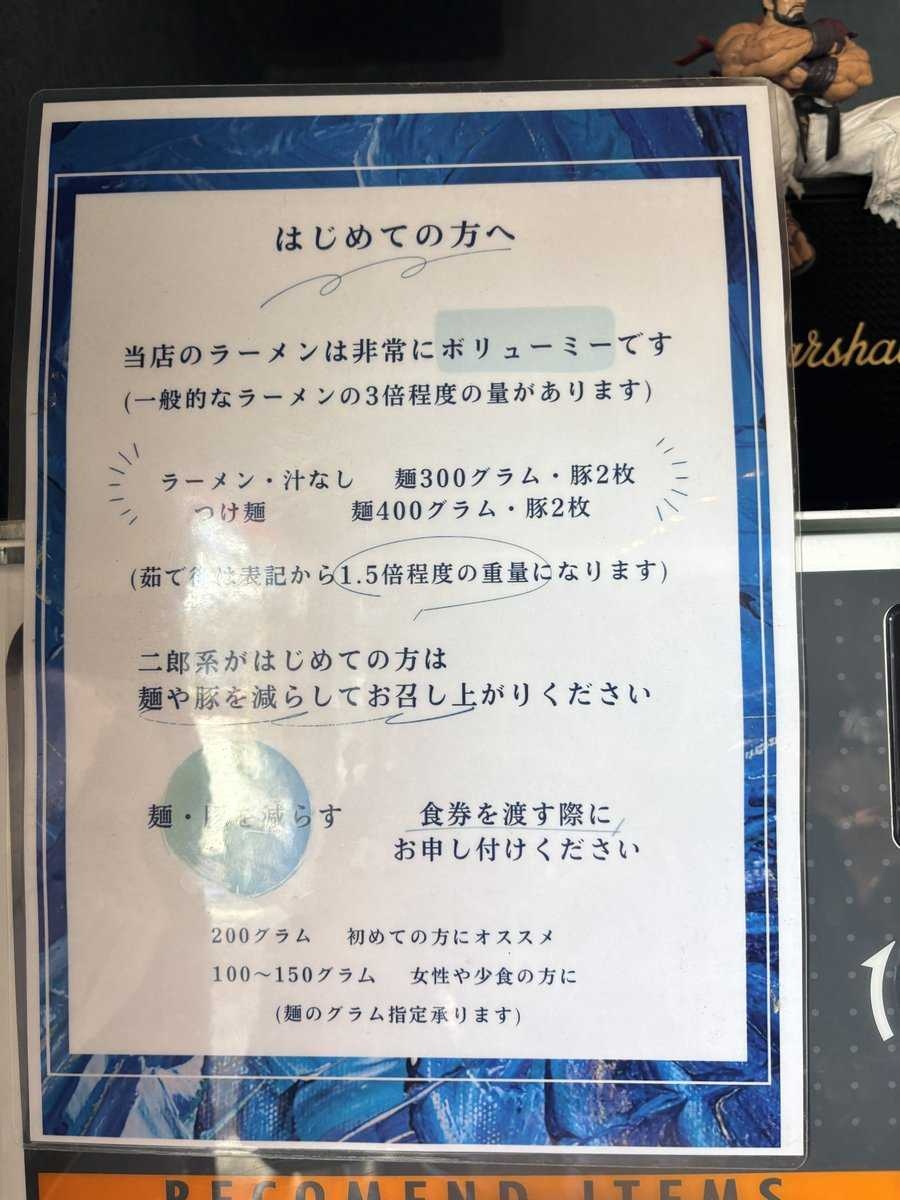 はじめての方へ
当店のラーメンは非常にボリューミーです
(一般的なラーメンの3倍程度の量があります)
ラーメン・汁なし 麺300グラム・豚2枚
つけ麺 麺400グラム・豚2枚
(茹で後は表記から1.5倍程度の重量になります)
二郎系がはじめての方は
麺や豚を減らしてお召し上がりください
麺・豚を減らす 食券を渡す際に
お申し付けください
200グラム 初めての方にオススメ
100〜150グラム 女性や少食の方に
(麺のグラム指定承ります)
RECOMEND ITEMS